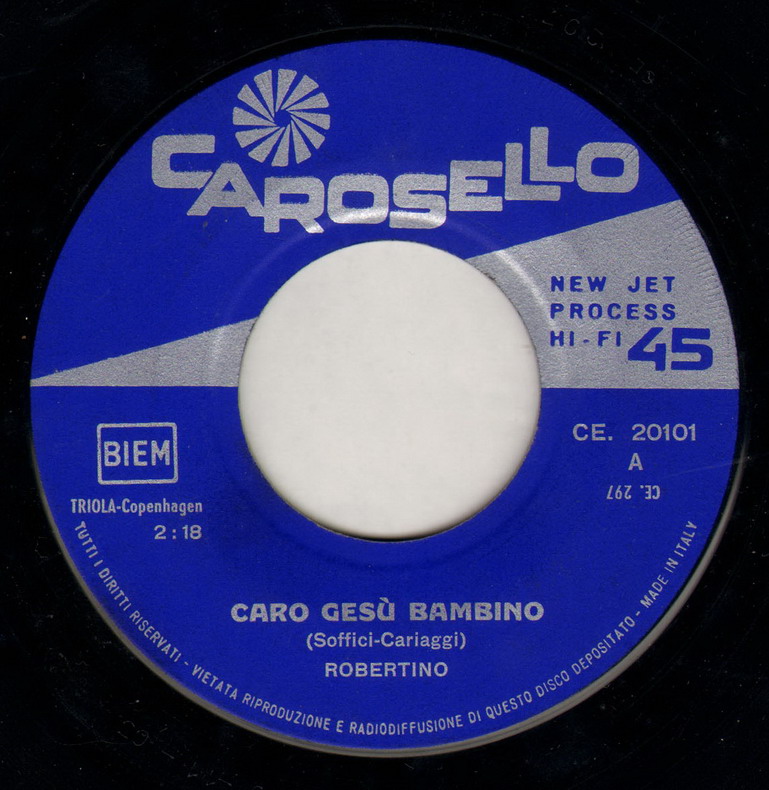 CAROSELLO
NEW JET
PROCESS
HI-FI 45
BIEM
TRIOLA-Copenhagen
2:18
CE. 20101
A
CE. 297
CARO GESÙ BAMBINO
(Soffici-Cariaggi)
ROBERTINO
TUTTI I DIRITTI RISERVATI - VIETATA RIPRODUZIONE E RADIODIFFUSIONE DI QUESTO DISCO DEPOSITATO - MADE IN ITALY